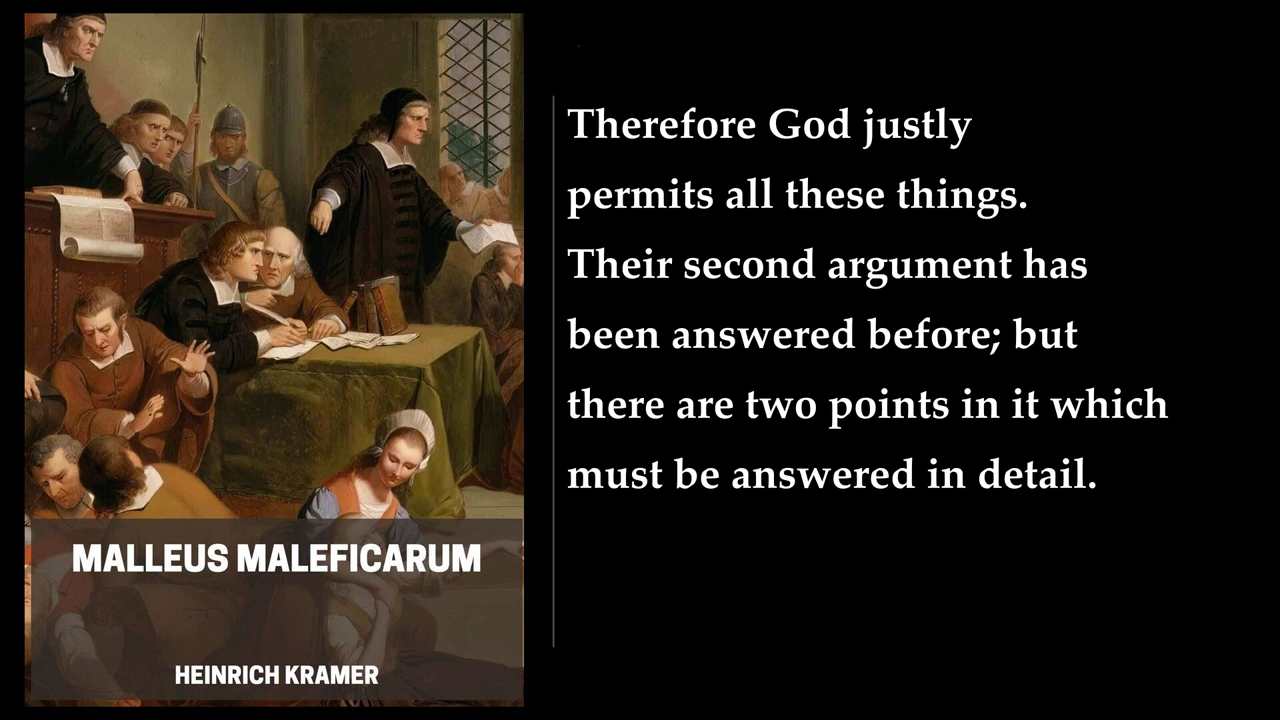 MALLEUS MALEFICARUM
HEINRICH KRAMER
Therefore God justly
permits all these things.
Their second argument has
been answered before; but
there are two points in it which
must be answered in detail.